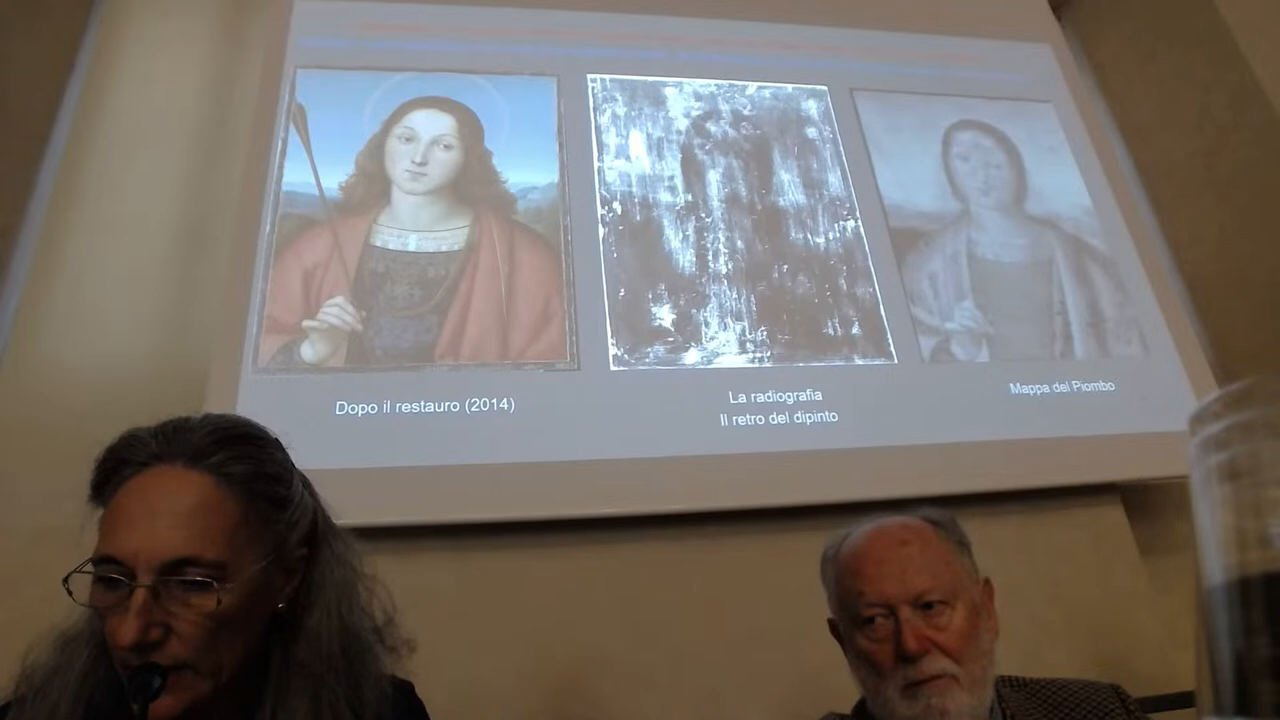 Dopo il restauro (2014)
La radiografia
Il retro del dipinto
Mappa del Piombo